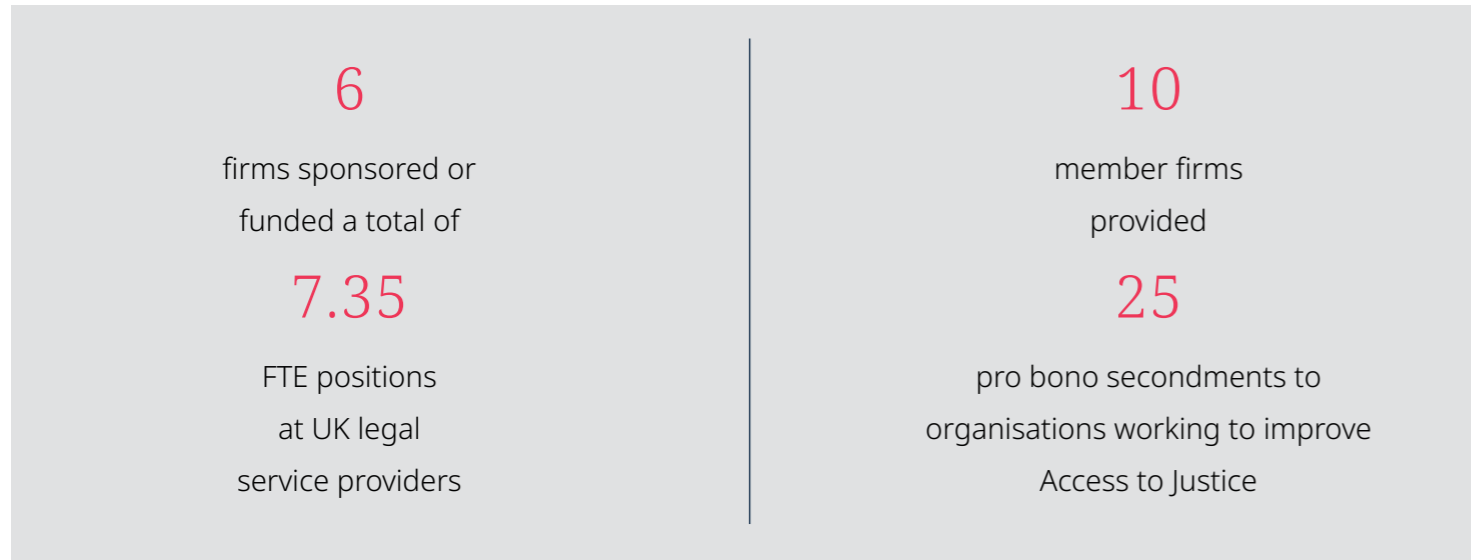 6
firms sponsored or
funded a total of
7.35
FTE positions
at UK legal
service providers
10
member firms
provided
25
pro bono secondments to
organisations working to improve
Access to Justice